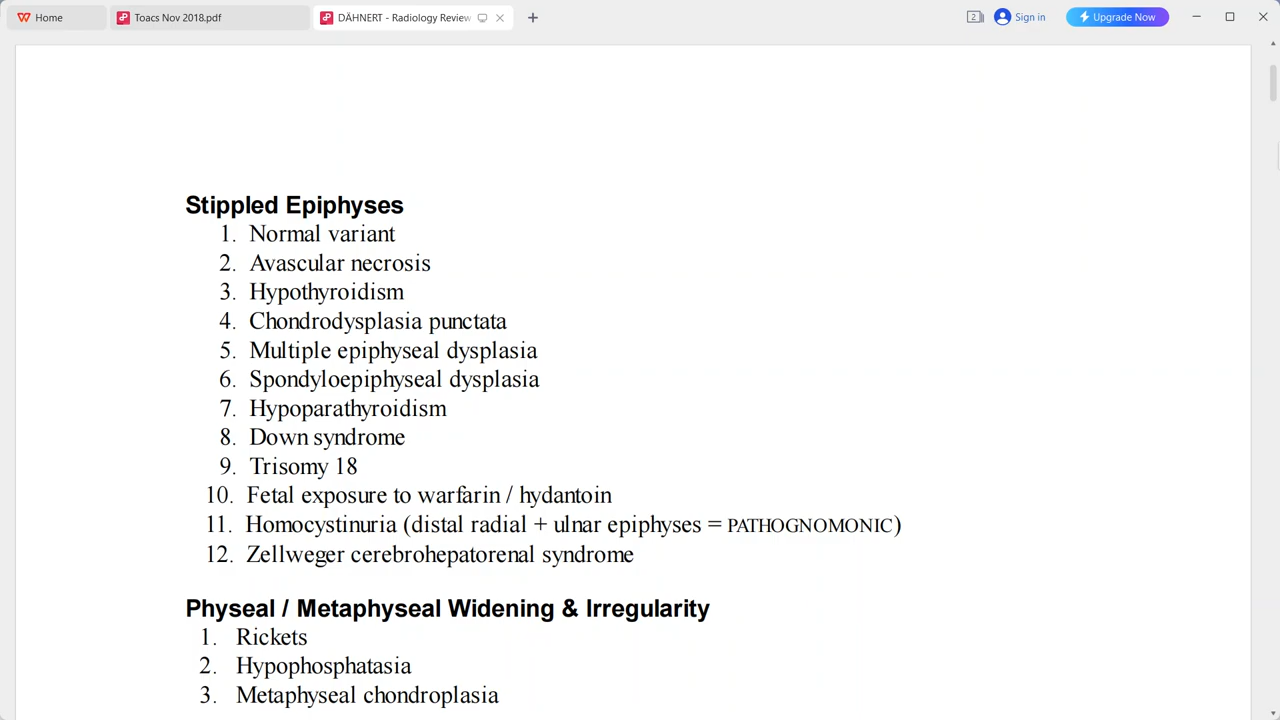 Home
Toacs Nov 2018.pdf
DÄHNERT - Radiology Review
2
Sign in
Upgrade Now
Stippled Epiphyses
1. Normal variant
2. Avascular necrosis
3. Hypothyroidism
4. Chondrodysplasia punctata
5. Multiple epiphyseal dysplasia
6. Spondyloepiphyseal dysplasia
7. Hypoparathyroidism
8. Down syndrome
9. Trisomy 18
10. Fetal exposure to warfarin / hydantoin
11. Homocystinuria (distal radial + ulnar epiphyses = PATHOGNOMONIC)
12. Zellweger cerebrohepatorenal syndrome
Physeal / Metaphyseal Widening & Irregularity
1. Rickets
2. Hypophosphatasia
3. Metaphyseal chondroplasia